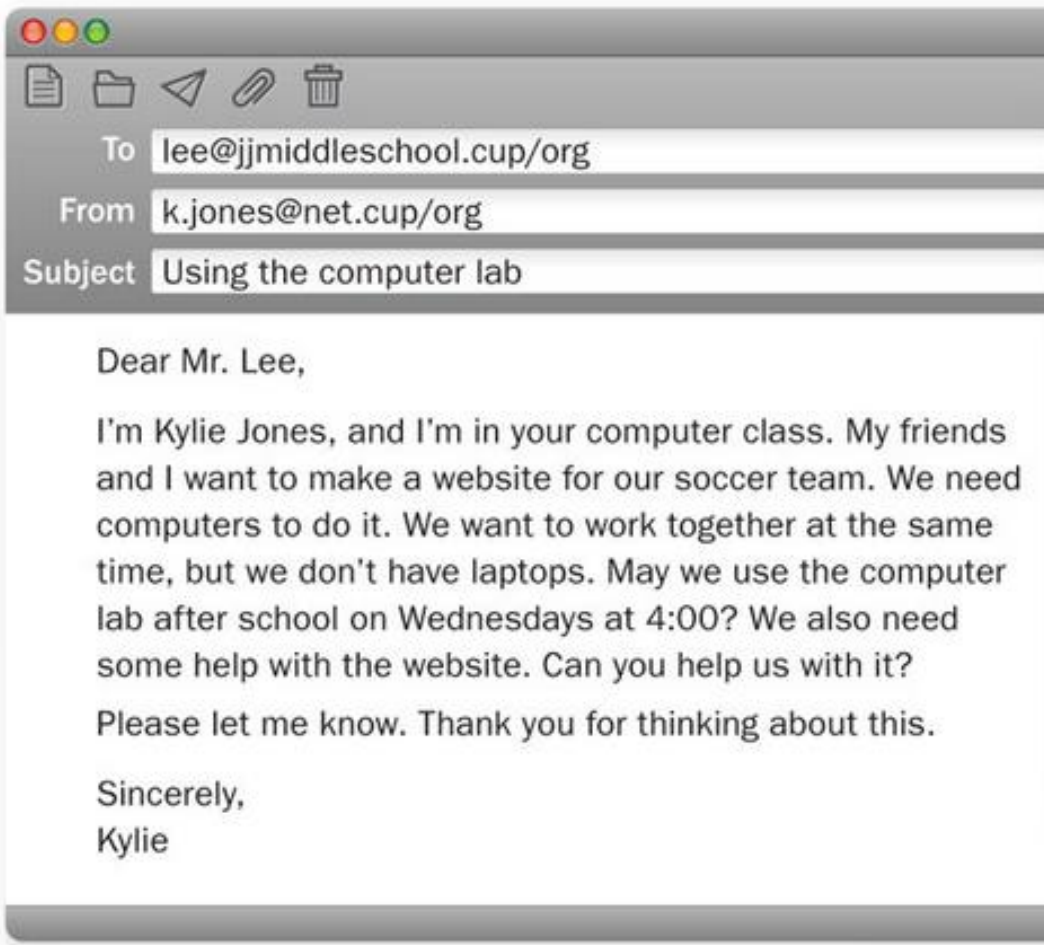 To lee@jjmiddleschool.cup/org
From k.jones@net.cup/org
Subject Using the computer lab
Dear Mr. Lee,
I'm Kylie Jones, and I'm in your computer class. My friends
and I want to make a website for our soccer team. We need
computers to do it. We want to work together at the same
time, but we don't have laptops. May we use the computer
lab after school on Wednesdays at 4:00? We also need
some help with the website. Can you help us with it?
Please let me know. Thank you for thinking about this.
Sincerely,
Kylie